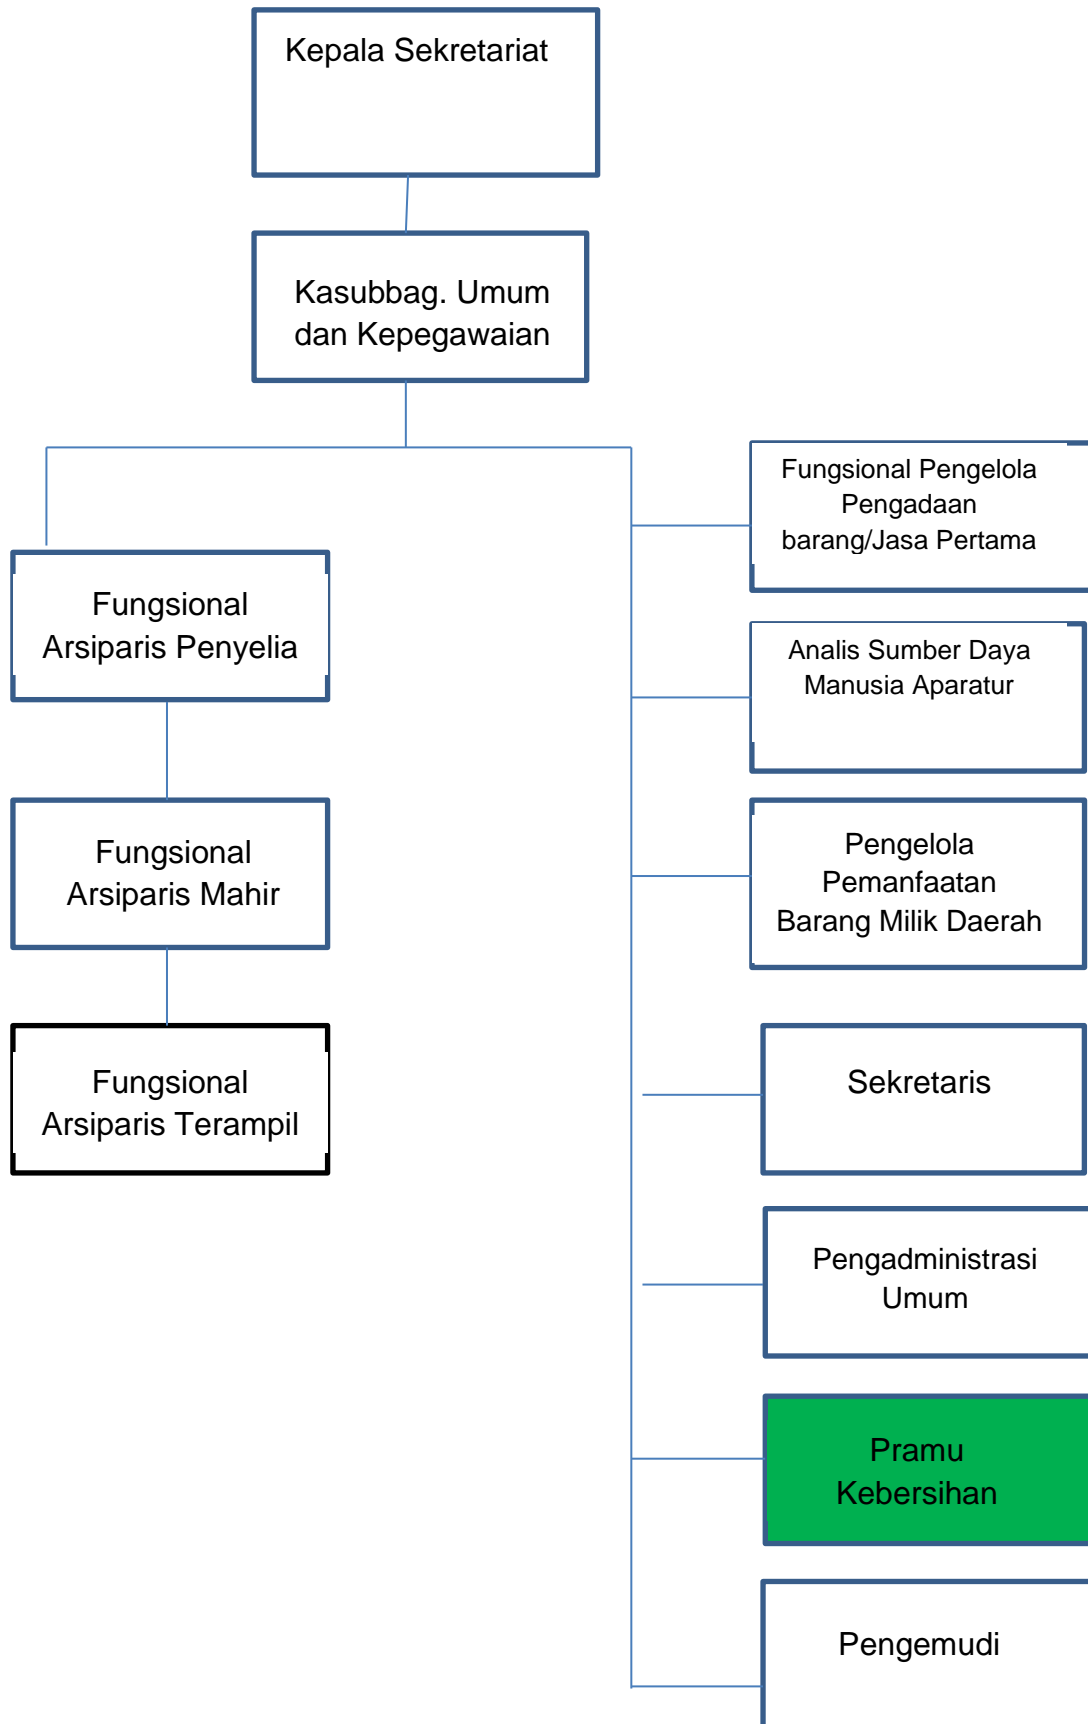 Kepala Sekretariat
Kasubbag. Umum
dan Kepegawaian
Fungsional
Arsiparis Penyelia
Fungsional
Arsiparis Mahir
Fungsional
Arsiparis Terampil
Fungsional Pengelola
Pengadaan
barang/Jasa Pertama
Analis Sumber Daya
Manusia Aparatur
Pengelola
Pemanfaatan
Barang Milik Daerah
Sekretaris
Pengadministrasi
Umum
Pramu
Kebersihan
Pengemudi